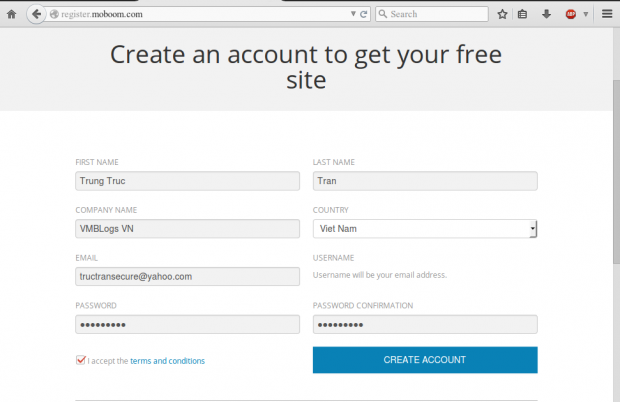 register.moboom.com
Search
ABP
Create an account to get your free
site
FIRST NAME
LAST NAME
Trung Truc
Tran
COMPANY NAME
COUNTRY
VMBLogs VN
Viet Nam
EMAIL
USERNAME
tructransecure@yahoo.com
Username will be your email address.
PASSWORD
PASSWORD CONFIRMATION
●●●●●●●●●
●●●●●●●●●
I accept the terms and conditions
CREATE ACCOUNT